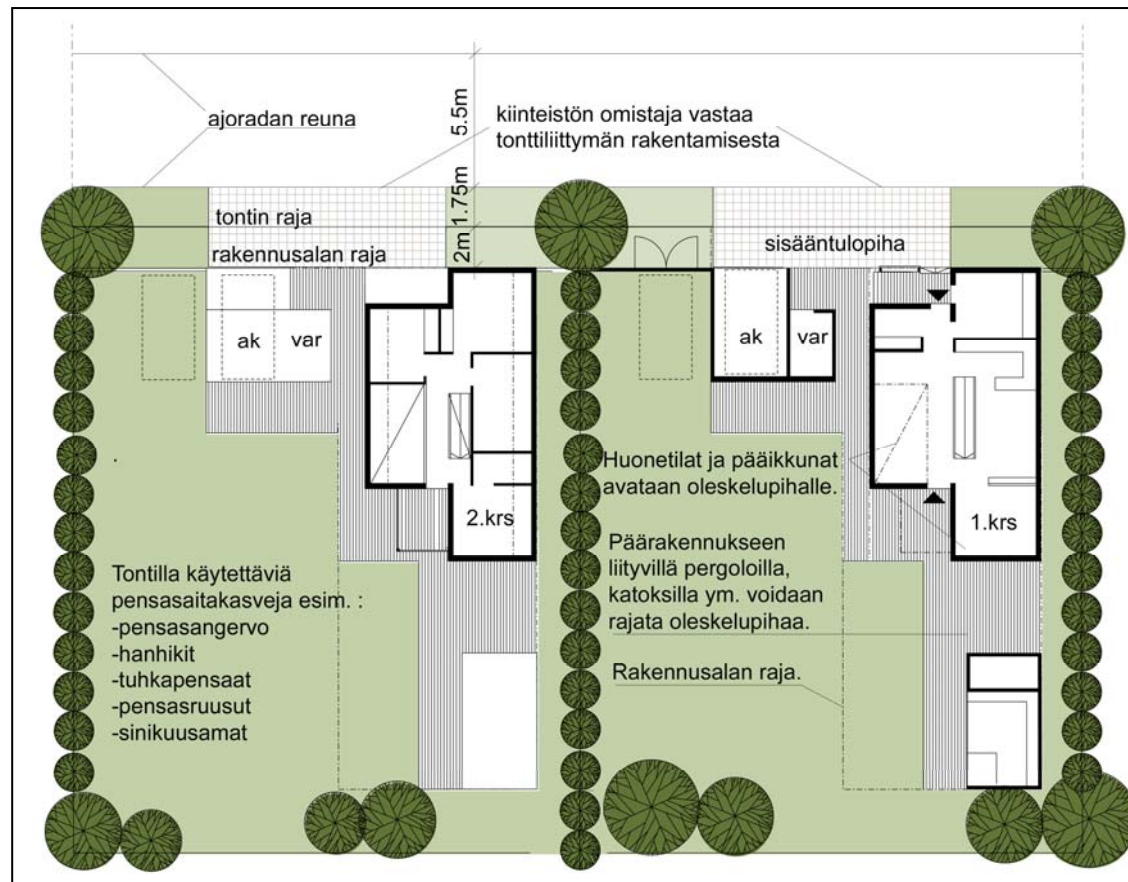 ajoradan reuna
5.5m
kiinteistön omistaja vastaa
tonttiliittymän rakentamisesta
1.75m
tontin raja
2m
rakennusalan raja
sisääntulopiha
ak
var
ak
var
2.krs
Huonetilat ja pääikkunat
avataan oleskelupihalle.
1.krs
Päärakennukseen
liityvillä pergoloilla,
katoksilla ym. voidaan
rajata oleskelupihaa.
Tontilla käytettäviä
pensasaitakasveja esim. :
-pensasangervo
-hanhikit
-tuhkapensaat
-pensasruusut
-sinikuusamat
Rakennusalan raja.